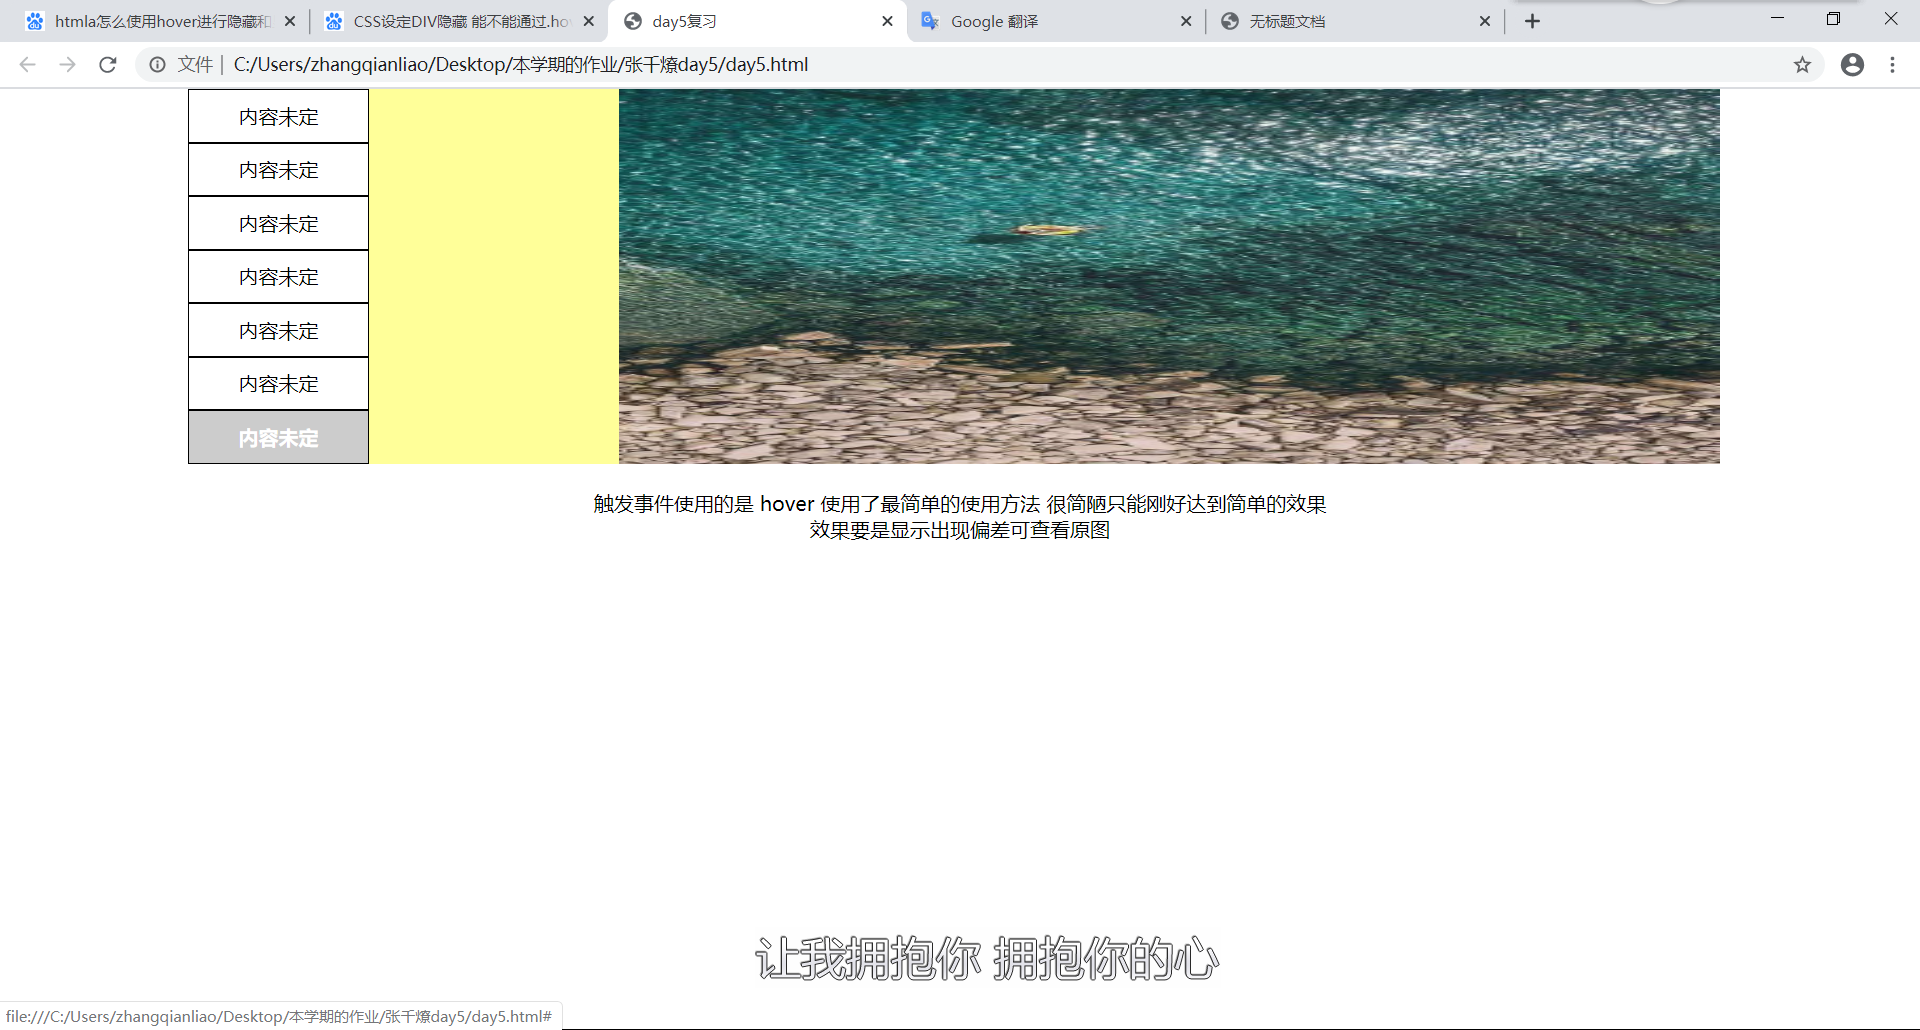 htmla怎么使用hover进行隐藏和
CSS设定DIV隐藏 能不能通过.ho
day5复习
Google 翻译
无标题文档
文件 | C:/Users/zhangqianliao/Desktop/本学期的作业/张千燎day5/day5.html
内容未定
内容未定
内容未定
内容未定
内容未定
内容未定
内容未定
触发事件使用的是 hover 使用了最简单的使用方法 很简陋只能刚好达到简单的效果
效果要是显示出现偏差可查看原图
让我拥抱你 拥抱你的心
file:///C:/Users/zhangqianliao/Desktop/本学期的作业/张千燎day5/day5.html#